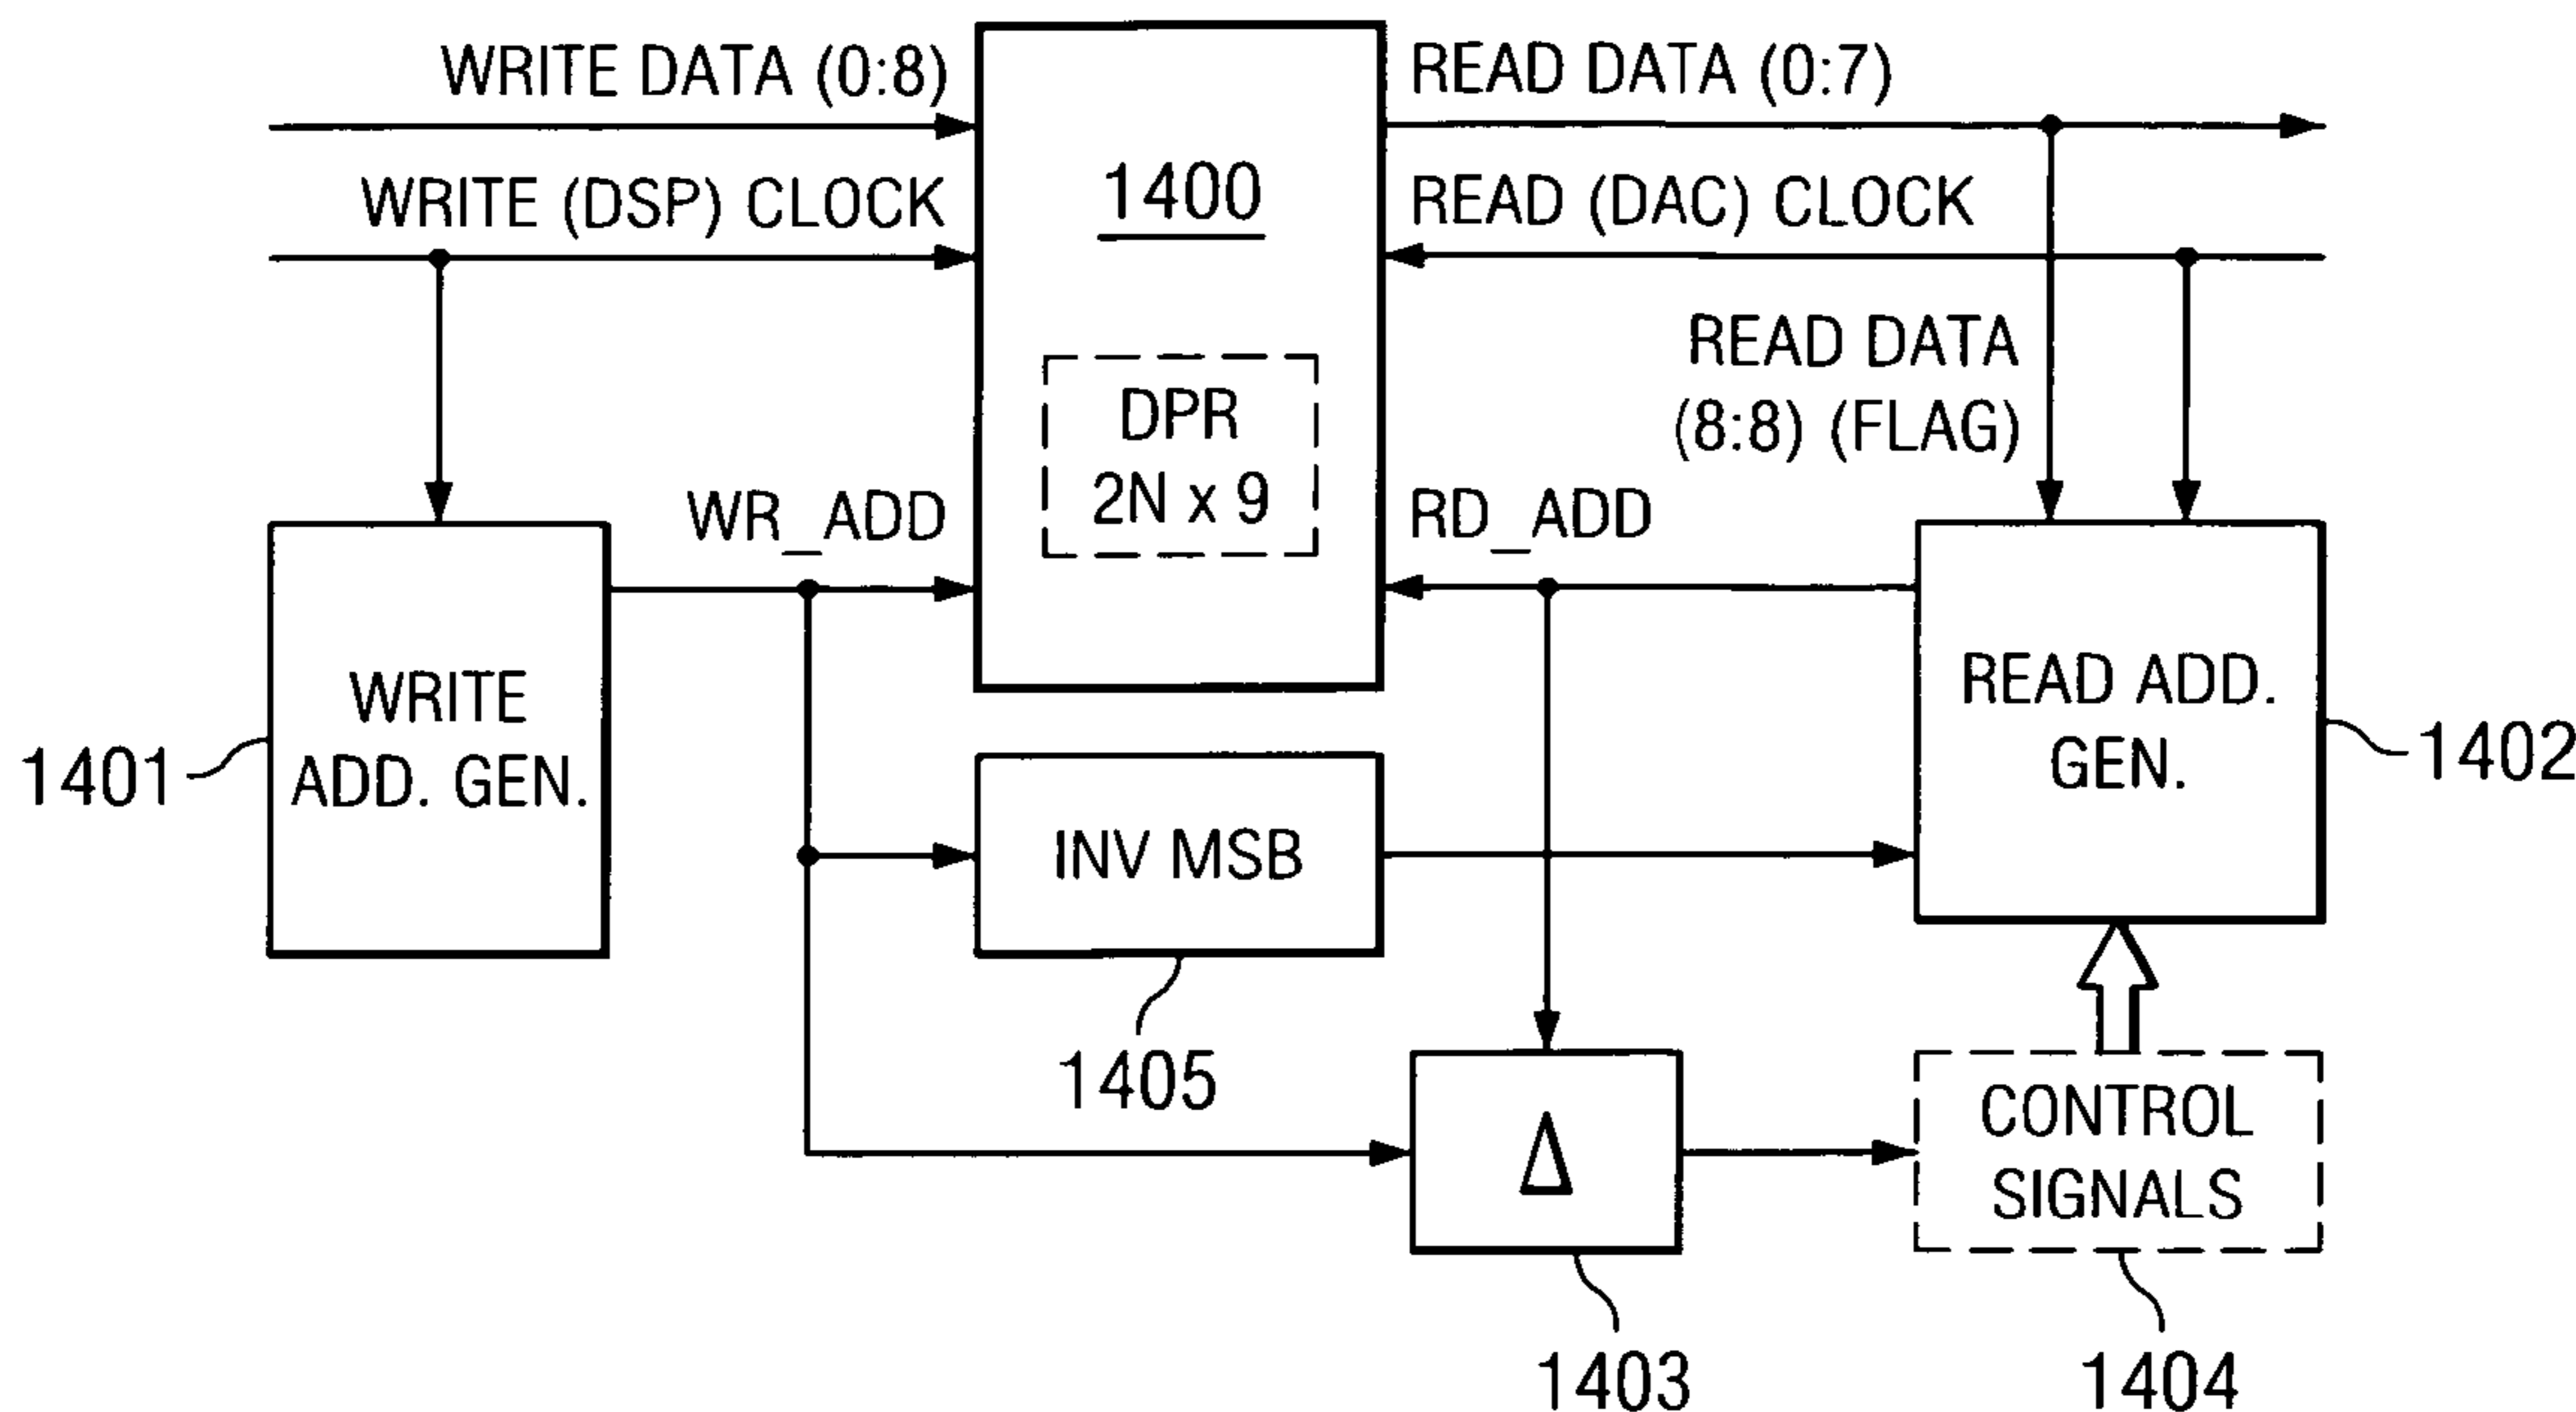 WRITE DATA (0:8)
READ DATA (0:7)
1400
WRITE (DSP) CLOCK
READ (DAC) CLOCK
READ DATA
(8:8) (FLAG)
DPR
2N x 9
WR_ADD
RD_ADD
WRITE
ADD. GEN.
READ ADD.
GEN.
1401
1402
INV MSB
1405
Δ
CONTROL
SIGNALS
1403
1404